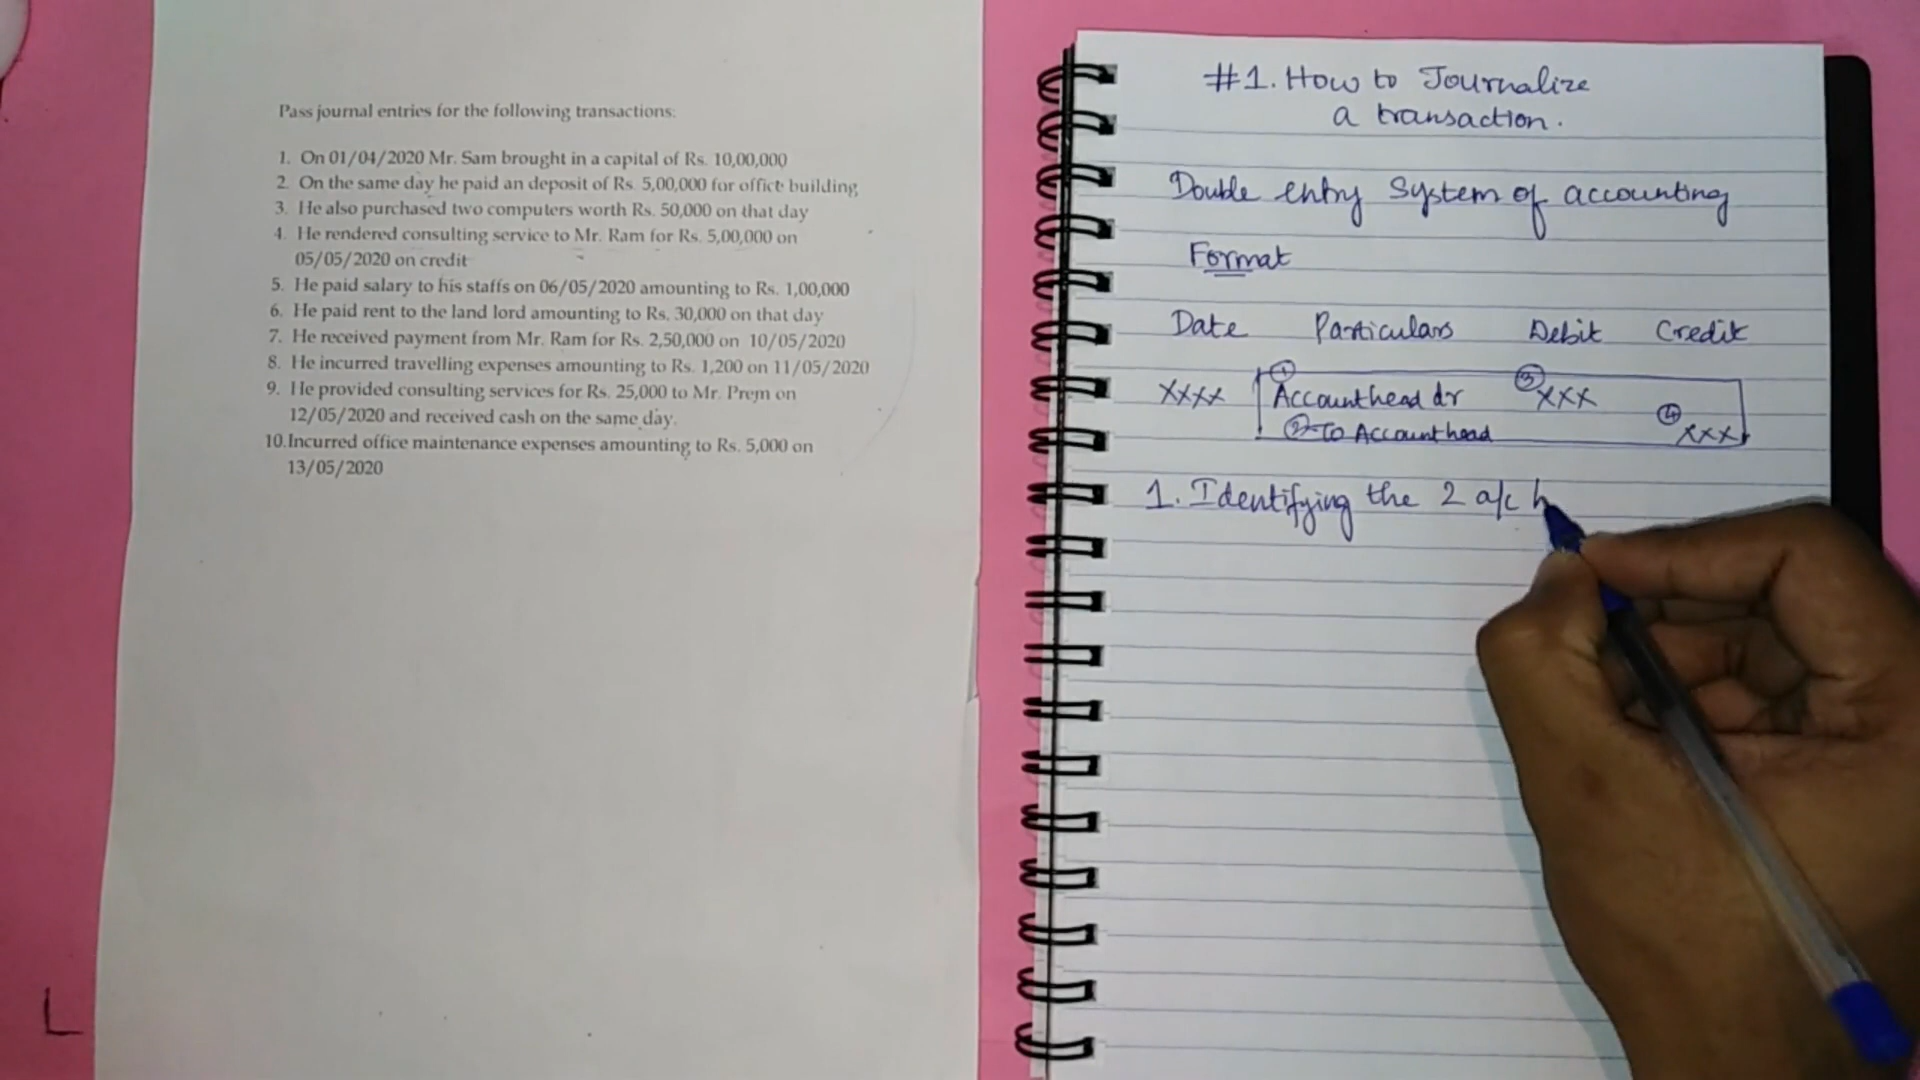 Pass journal entries for the following transactions:
1. On 01/04/2020 Mr. Sam brought in a capital of Rs. 10,00,000
2. On the same day he paid an deposit of Rs. 5,00,000 for office building
3. He also purchased two computers worth Rs. 50,000 on that day
4. He rendered consulting service to Mr. Ram for Rs. 5,00,000 on
05/05/2020 on credit
5. He paid salary to his staffs on 06/05/2020 amounting to Rs. 1,00,000
6. He paid rent to the land lord amounting to Rs. 30,000 on that day
7. He received payment from Mr. Ram for Rs. 2,50,000 on 10/05/2020
8. He incurred travelling expenses amounting to Rs. 1,200 on 11/05/2020
9. He provided consulting services for Rs. 25,000 to Mr. Prem on
12/05/2020 and received cash on the same day.
10. Incurred office maintenance expenses amounting to Rs. 5,000 on
13/05/2020
#1. How to Journalize
a transaction.
Double entry System of accounting
Format
Date Particulars Debit Credit
XXXX ① Accounthead dr ③ XXX
② To Accounthead ④ XXX
1. Identifying the 2 a/c h